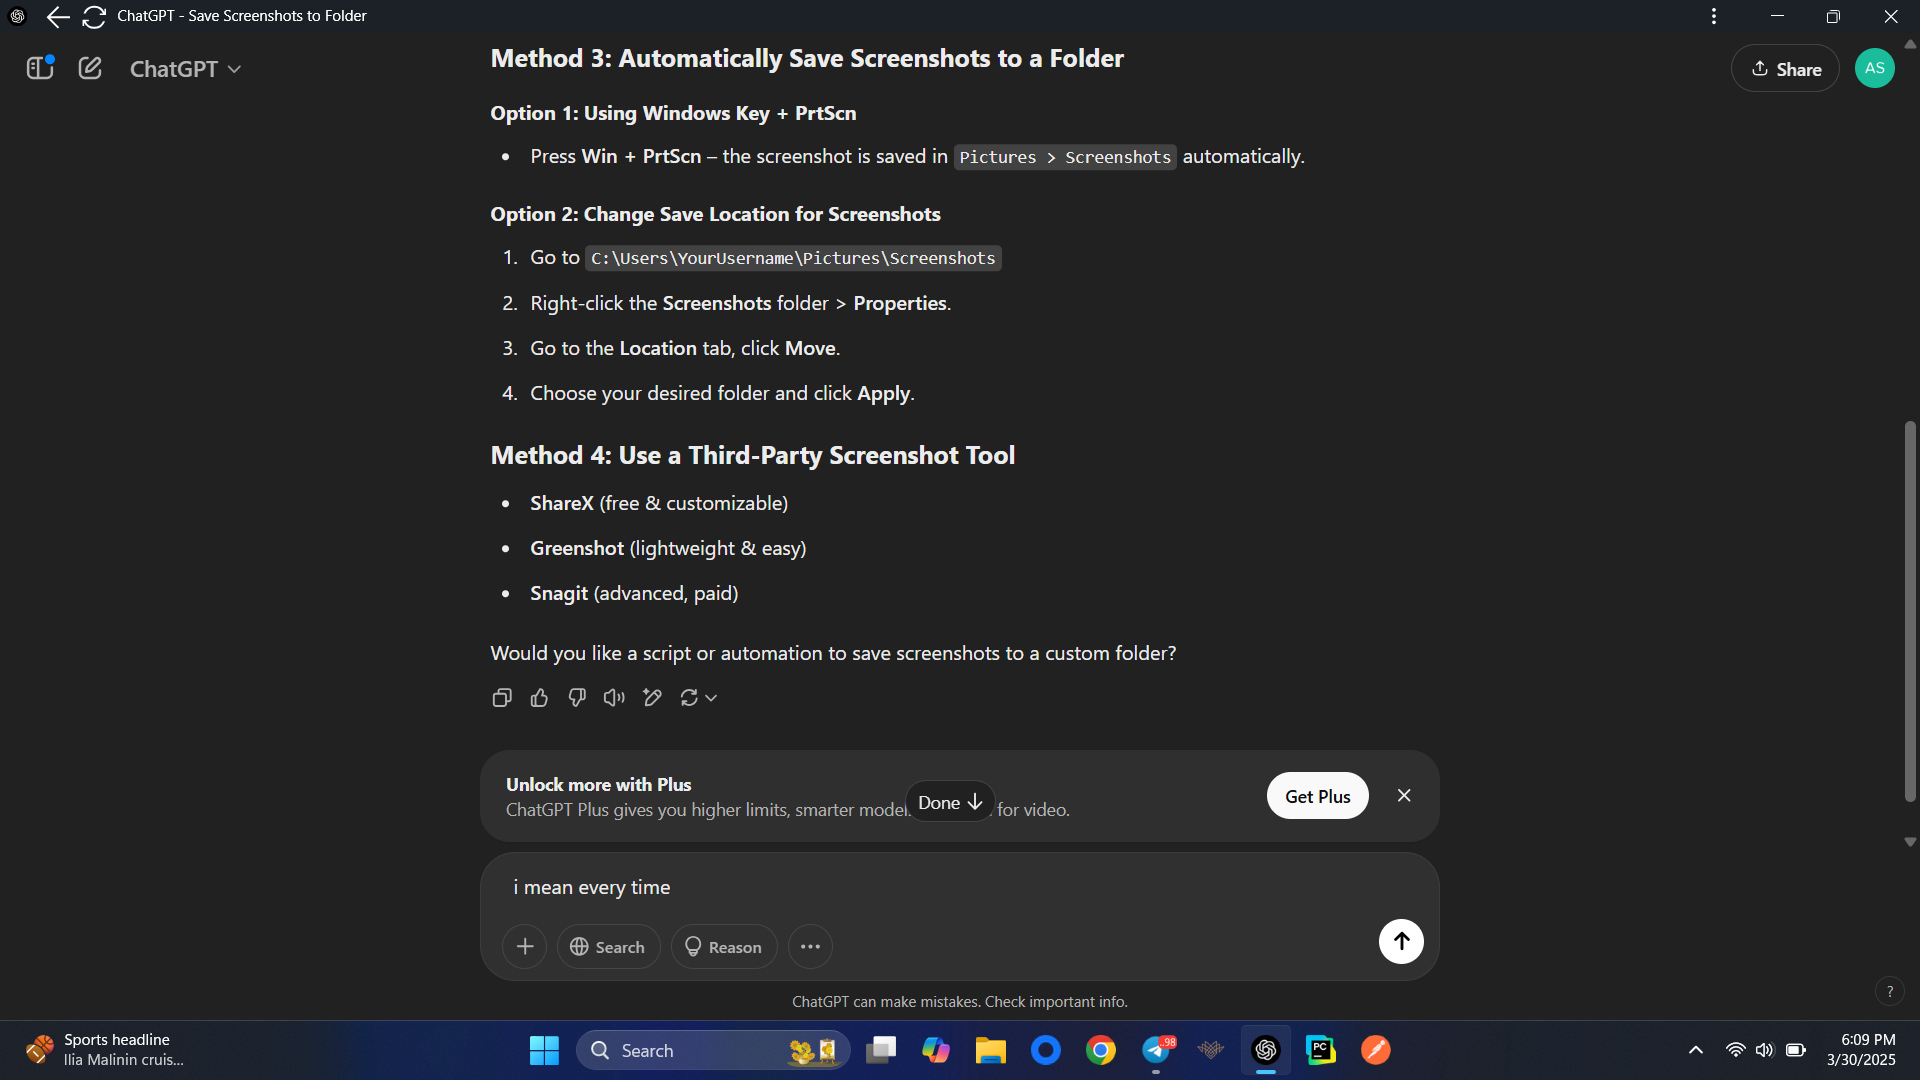 ChatGPT - Save Screenshots to Folder
ChatGPT
Share
AS
Method 3: Automatically Save Screenshots to a Folder
Option 1: Using Windows Key + PrtScn
• Press Win + PrtScn – the screenshot is saved in Pictures > Screenshots automatically.
Option 2: Change Save Location for Screenshots
1. Go to C:\Users\YourUsername\Pictures\Screenshots
2. Right-click the Screenshots folder > Properties.
3. Go to the Location tab, click Move.
4. Choose your desired folder and click Apply.
Method 4: Use a Third-Party Screenshot Tool
• ShareX (free & customizable)
• Greenshot (lightweight & easy)
• Snagit (advanced, paid)
Would you like a script or automation to save screenshots to a custom folder?
Unlock more with Plus
ChatGPT Plus gives you higher limits, smarter model for video.
Done
Get Plus
i mean every time
Search
Reason
ChatGPT can make mistakes. Check important info.
?
Sports headline
Ilia Malinin cruis...
Search
98
PC
6:09 PM
3/30/2025